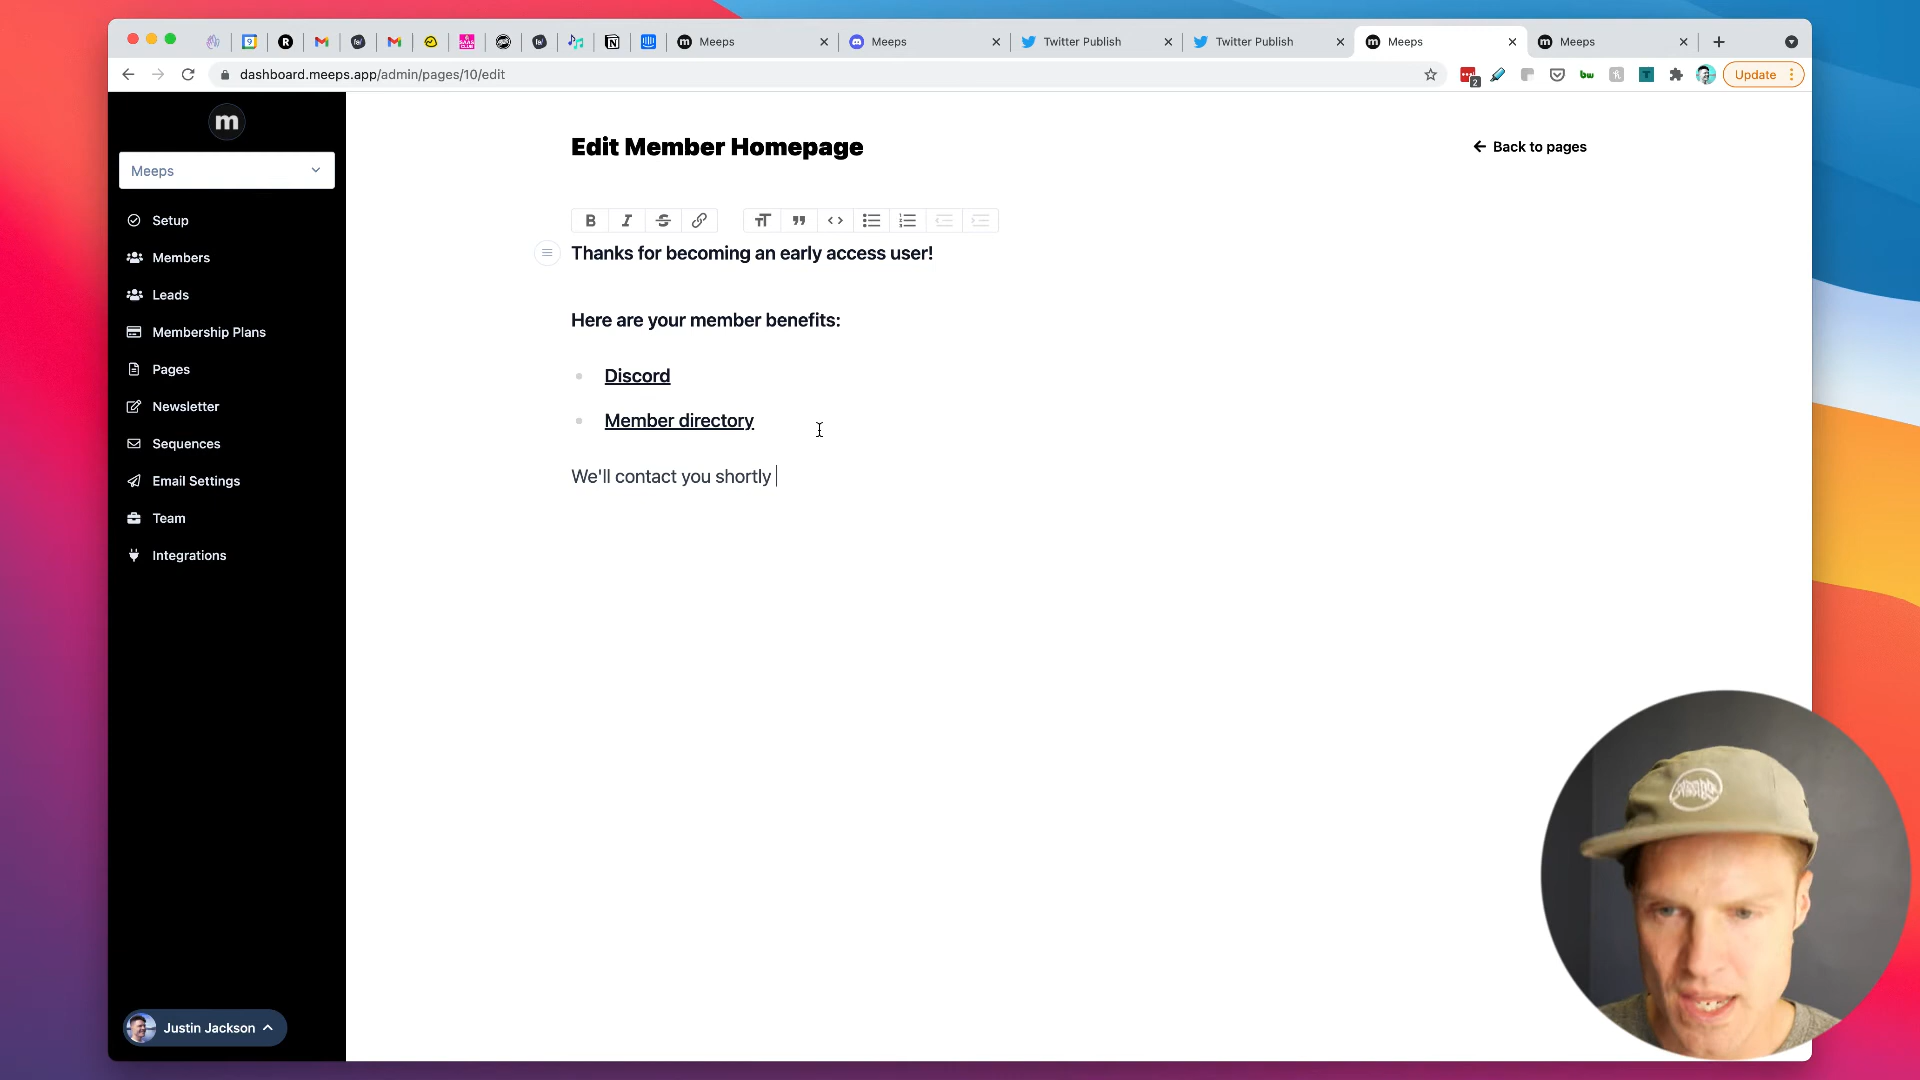 Meeps
Meeps
Twitter Publish
Twitter Publish
Meeps
Meeps
dashboard.meeps.app/admin/pages/10/edit
2
bw
T
Update
m
Meeps
Setup
Members
Leads
Membership Plans
Pages
Newsletter
Sequences
Email Settings
Team
Integrations
Justin Jackson
Edit Member Homepage
Back to pages
B I S
Thanks for becoming an early access user!
Here are your member benefits:
Discord
Member directory
We'll contact you shortly